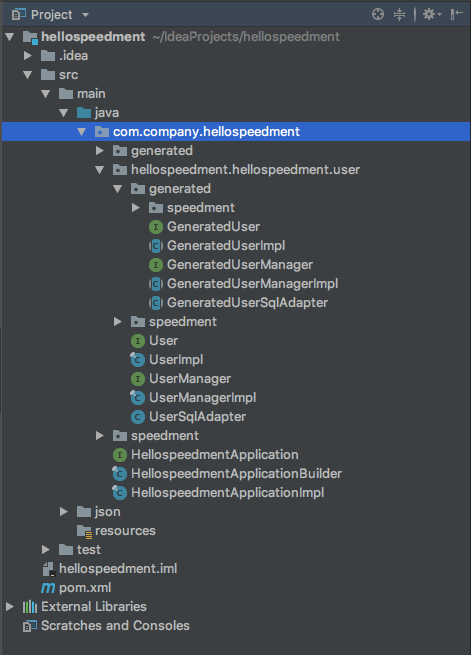 Project
hellospeedment ~/IdeaProjects/hellospeedment
.idea
src
main
java
com.company.hellospeedment
generated
hellospeedment.hellospeedment.user
generated
speedment
GeneratedUser
GeneratedUserImpl
GeneratedUserManager
GeneratedUserManagerImpl
GeneratedUserSqlAdapter
speedment
User
UserImpl
UserManager
UserManagerImpl
UserSqlAdapter
speedment
HellospeedmentApplication
HellospeedmentApplicationBuilder
HellospeedmentApplicationImpl
json
resources
test
hellospeedment.iml
pom.xml
External Libraries
Scratches and Consoles